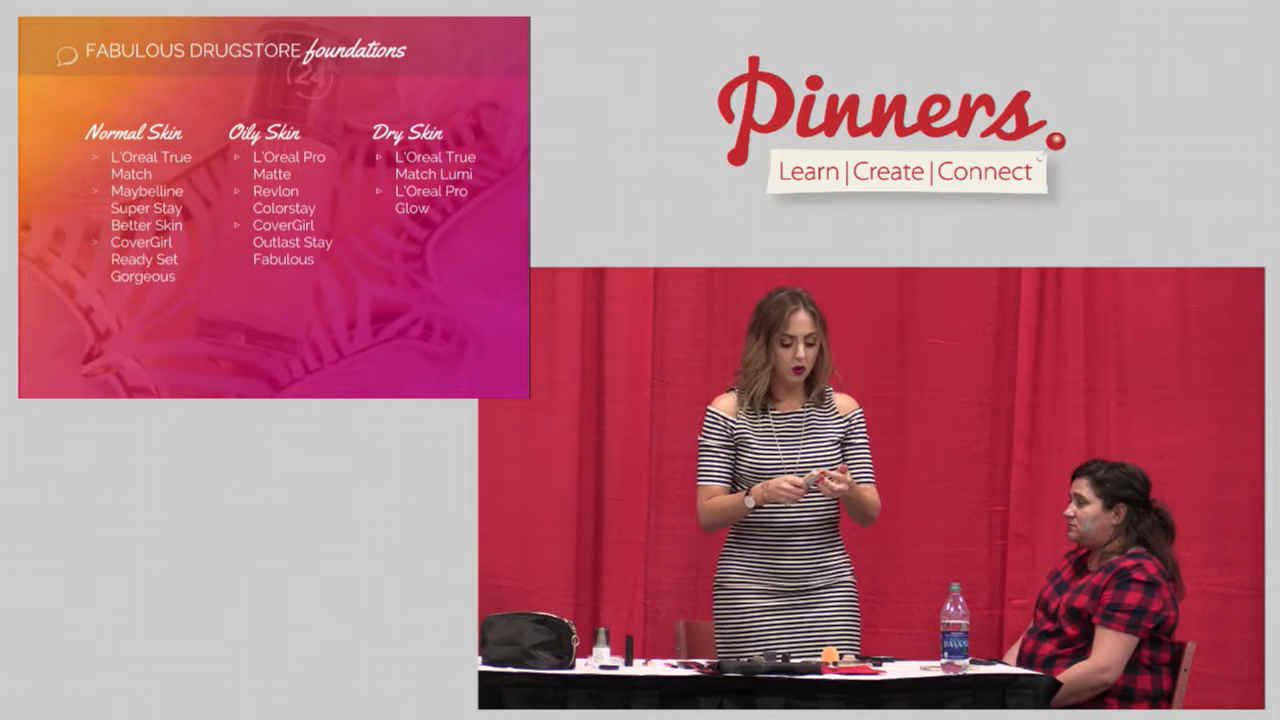 FABULOUS DRUGSTORE foundations
24
Normal Skin
> L'Oreal True
Match
> Maybelline
Super Stay
Better Skin
> CoverGirl
Ready Set
Gorgeous
Oily Skin
L'Oreal Pro
Matte
Revlon
Colorstay
CoverGirl
Outlast Stay
Fabulous
Dry Skin
L'Oreal True
Match Lumi
L'Oreal Pro
Glow
Pinners.
Learn|Create|Connect
DASANI